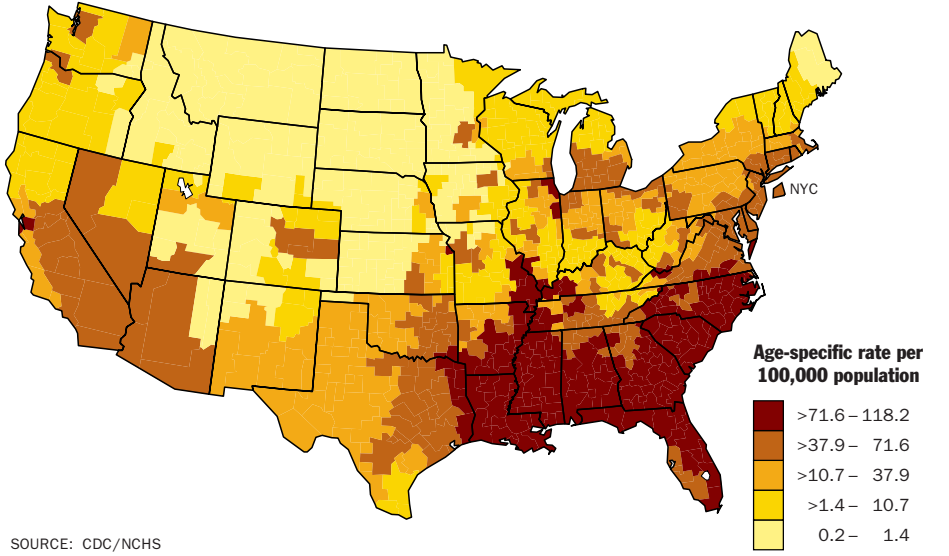 NYC
Age-specific rate per
100,000 population
>71.6 – 118.2
>37.9 – 71.6
>10.7 – 37.9
>1.4 – 10.7
0.2 – 1.4
SOURCE: CDC/NCHS